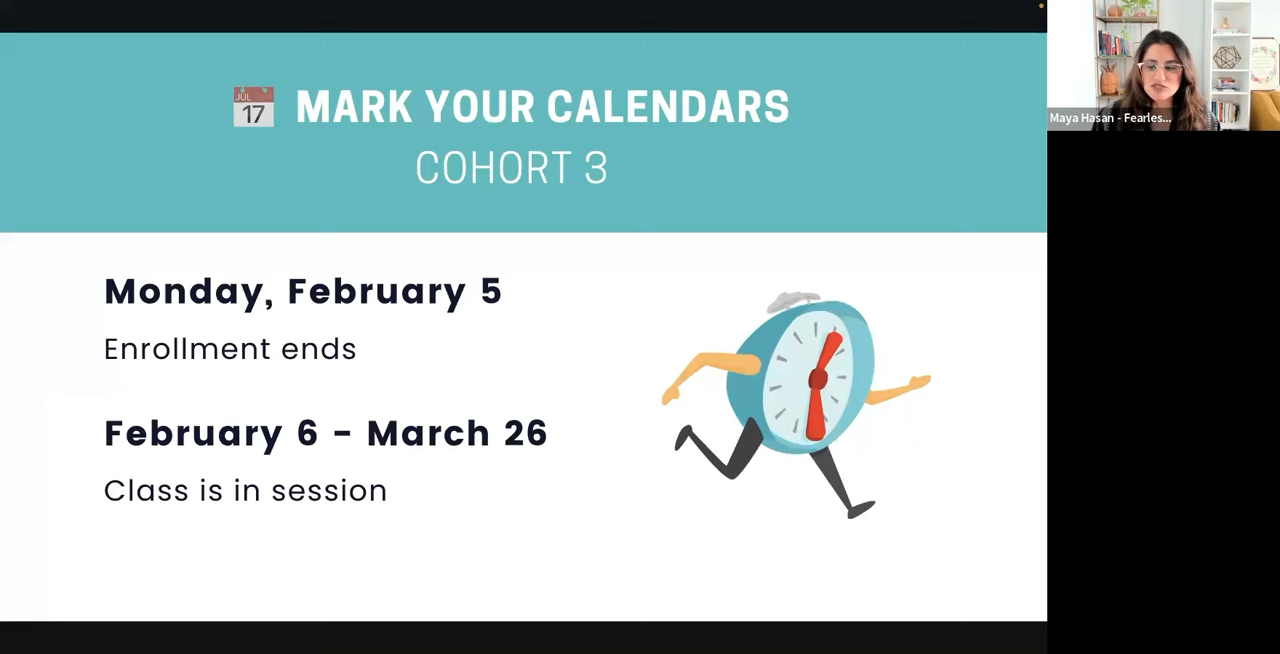 JUL
17
MARK YOUR CALENDARS
COHORT 3
Monday, February 5
Enrollment ends
February 6 - March 26
Class is in session
Maya Hasan - Fearles...